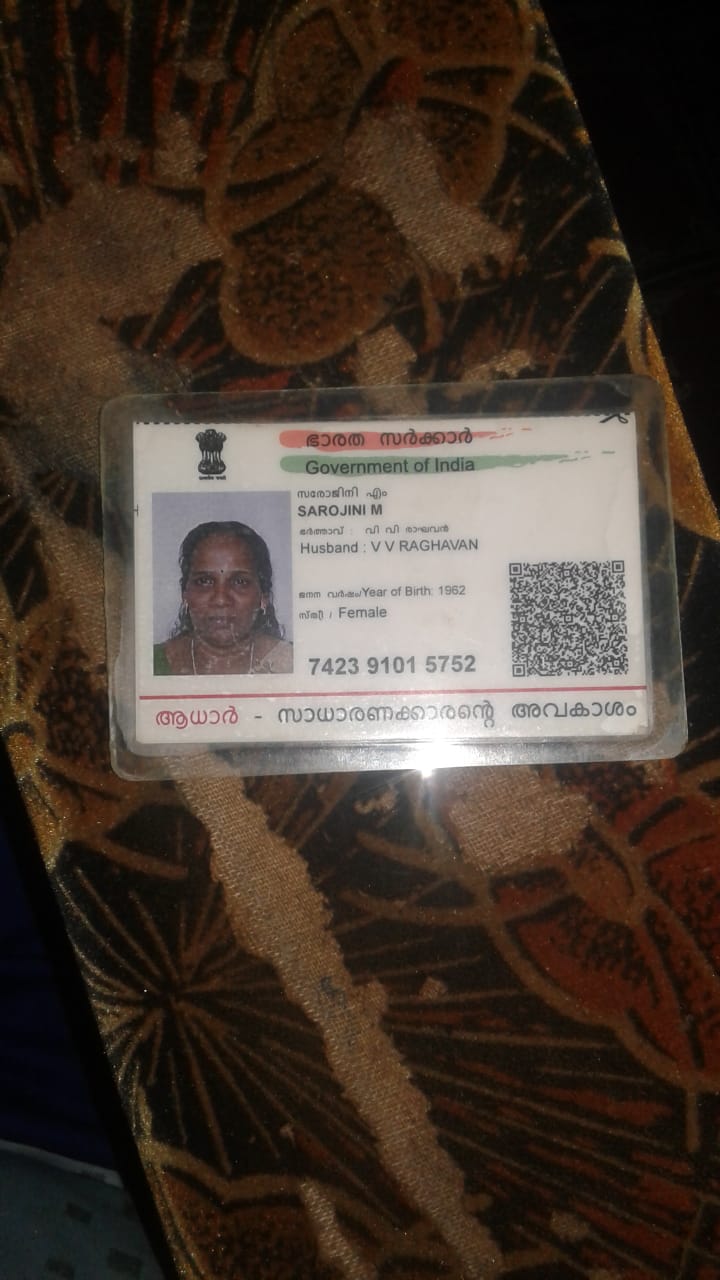 ഭാരത സർക്കാർ
Government of India
സരോജിനി എം
SAROJINI M
ഭർത്താവ് : വി വി രാഘവൻ
Husband : V V RAGHAVAN
ജനന വർഷം/Year of Birth: 1962
സ്ത്രീ / Female
7423 9101 5752
ആധാർ - സാധാരണക്കാരന്റെ അവകാശം